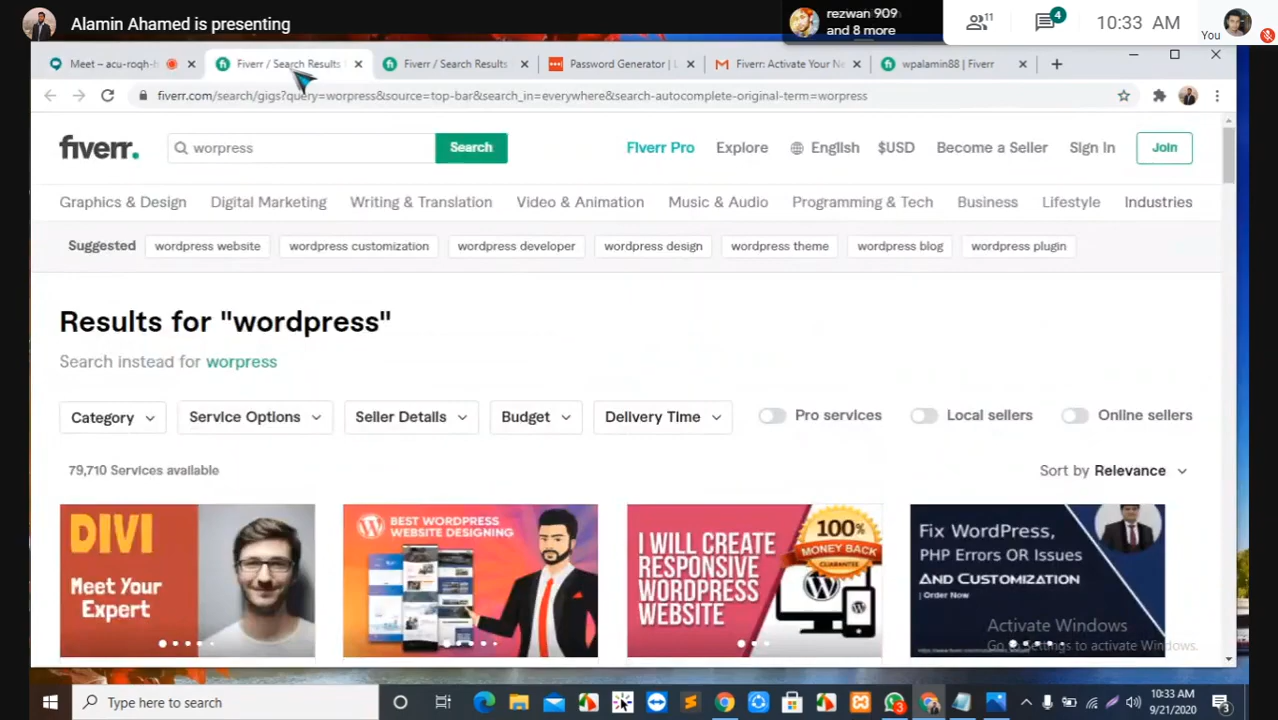 Alamin Ahamed is presenting
rezwan 909
and 8 more
11
4
10:33 AM
You
Meet – acu-roqh-
Fiverr / Search Results
Fiverr / Search Results
Password Generator | L
Fiverr: Activate Your Ne
wpalamin88 | Fiverr
fiverr.com/search/gigs?query=worpress&source=top-bar&search_in=everywhere&search-autocomplete-original-term=worpress
fiverr.
worpress
Search
Fiverr Pro
Explore
English
$USD
Become a Seller
Sign In
Join
Graphics & Design
Digital Marketing
Writing & Translation
Video & Animation
Music & Audio
Programming & Tech
Business
Lifestyle
Industries
Suggested
wordpress website
wordpress customization
wordpress developer
wordpress design
wordpress theme
wordpress blog
wordpress plugin
Results for "wordpress"
Search instead for worpress
Category
Service Options
Seller Details
Budget
Delivery Time
Pro services
Local sellers
Online sellers
79,710 Services available
Sort by Relevance
DIVI
Meet Your
Expert
BEST WORDPRESS
WEBSITE DESIGNING
I WILL CREATE
RESPONSIVE
WORDPRESS
WEBSITE
100%
MONEY BACK
GUARANTEE
Fix WordPress,
PHP Errors OR Issues
AND CUSTOMIZATION
| Order Now
Activate Windows
Go to Settings to activate Windows.
Type here to search
3
10:33 AM
9/21/2020
3